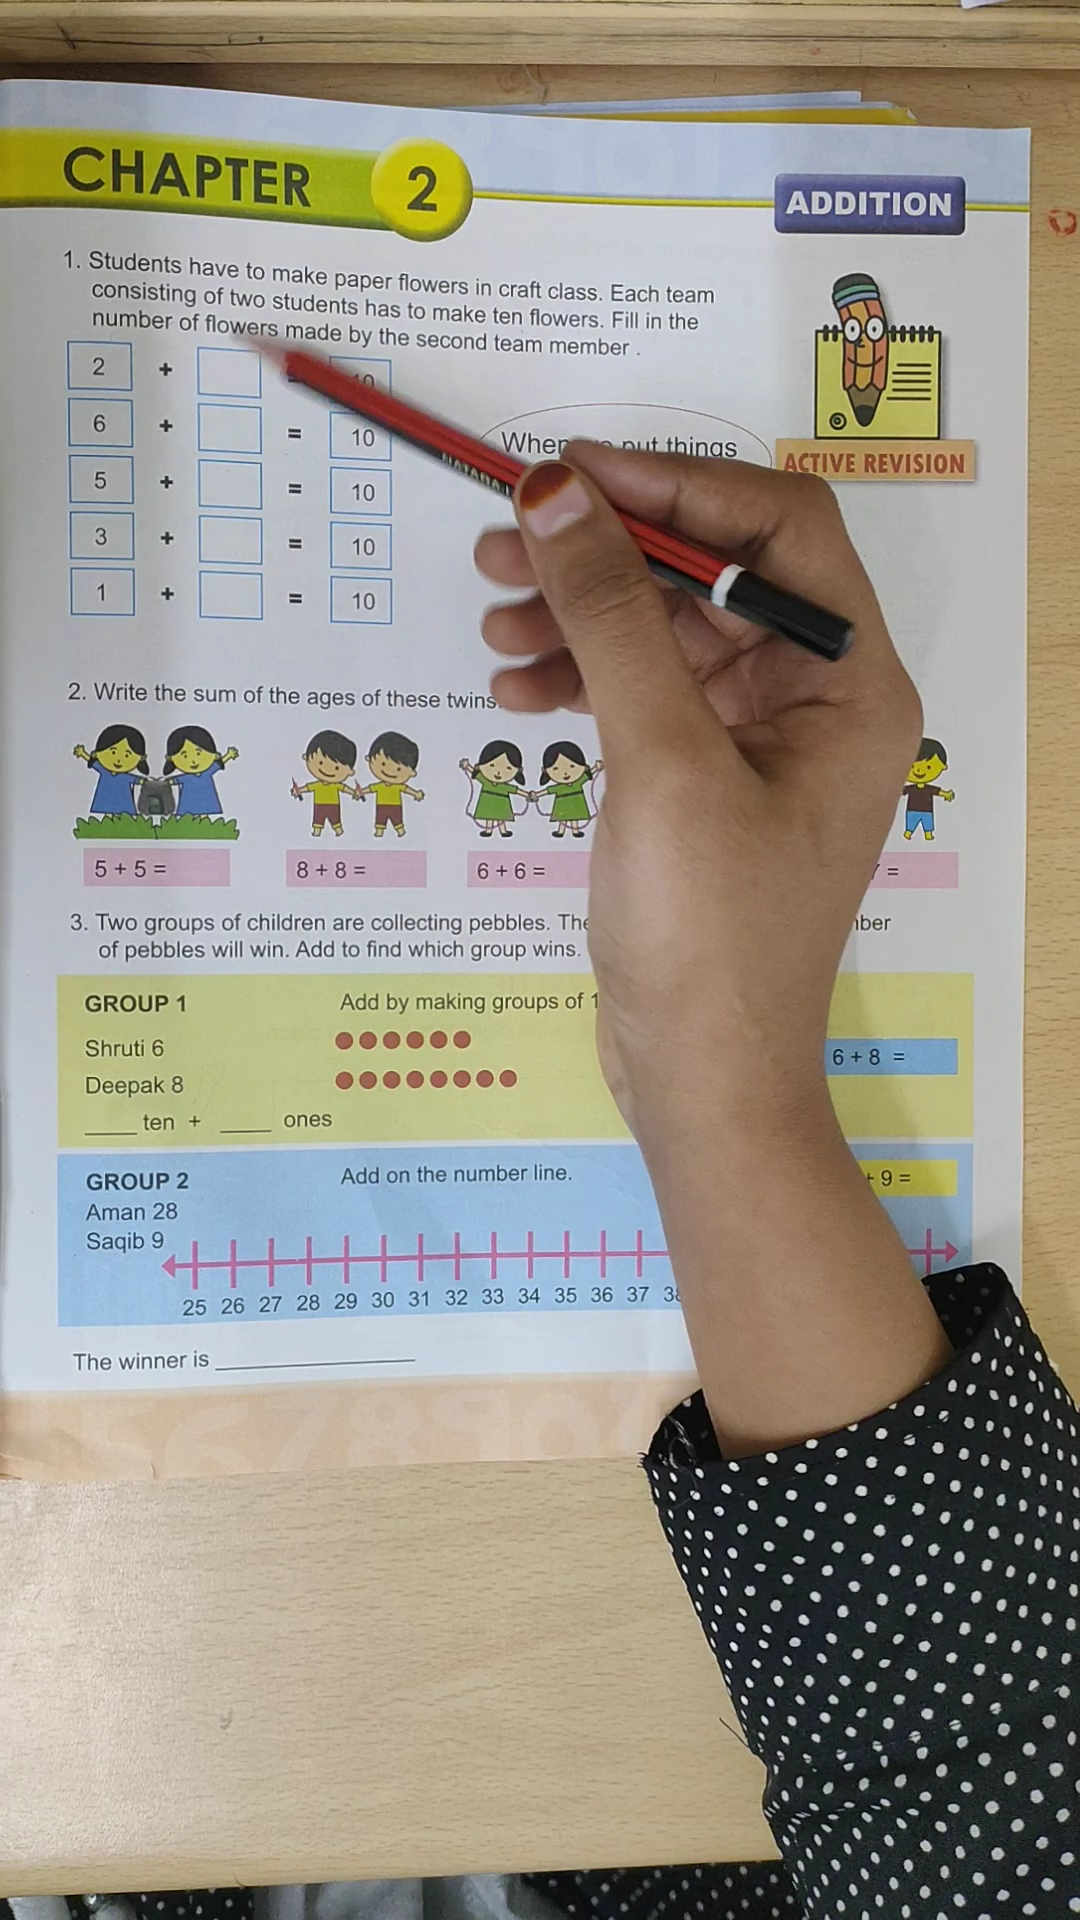 CHAPTER 2
ADDITION
1. Students have to make paper flowers in craft class. Each team
consisting of two students has to make ten flowers. Fill in the
number of flowers made by the second team member .
ACTIVE REVISION
2 + 10
6 + = 10
5 + = 10
3 + = 10
1 + = 10
put things
2. Write the sum of the ages of these twins.
5 + 5 =
8 + 8 =
6 + 6 =
=
3. Two groups of children are collecting pebbles.
of pebbles will win. Add to find which group wins.
GROUP 1
Add by making groups of
Shruti 6
6 + 8 =
Deepak 8
____ ten + ____ ones
GROUP 2
Add on the number line.
+ 9 =
Aman 28
Saqib 9
25 26 27 28 29 30 31 32 33 34 35 36 37
The winner is ________________